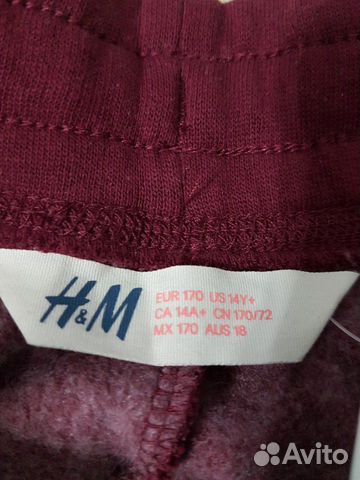 H&M
EUR 170 US 14Y+
CA 14A+ CN 170/72
MX 170 AUS 18
Avito